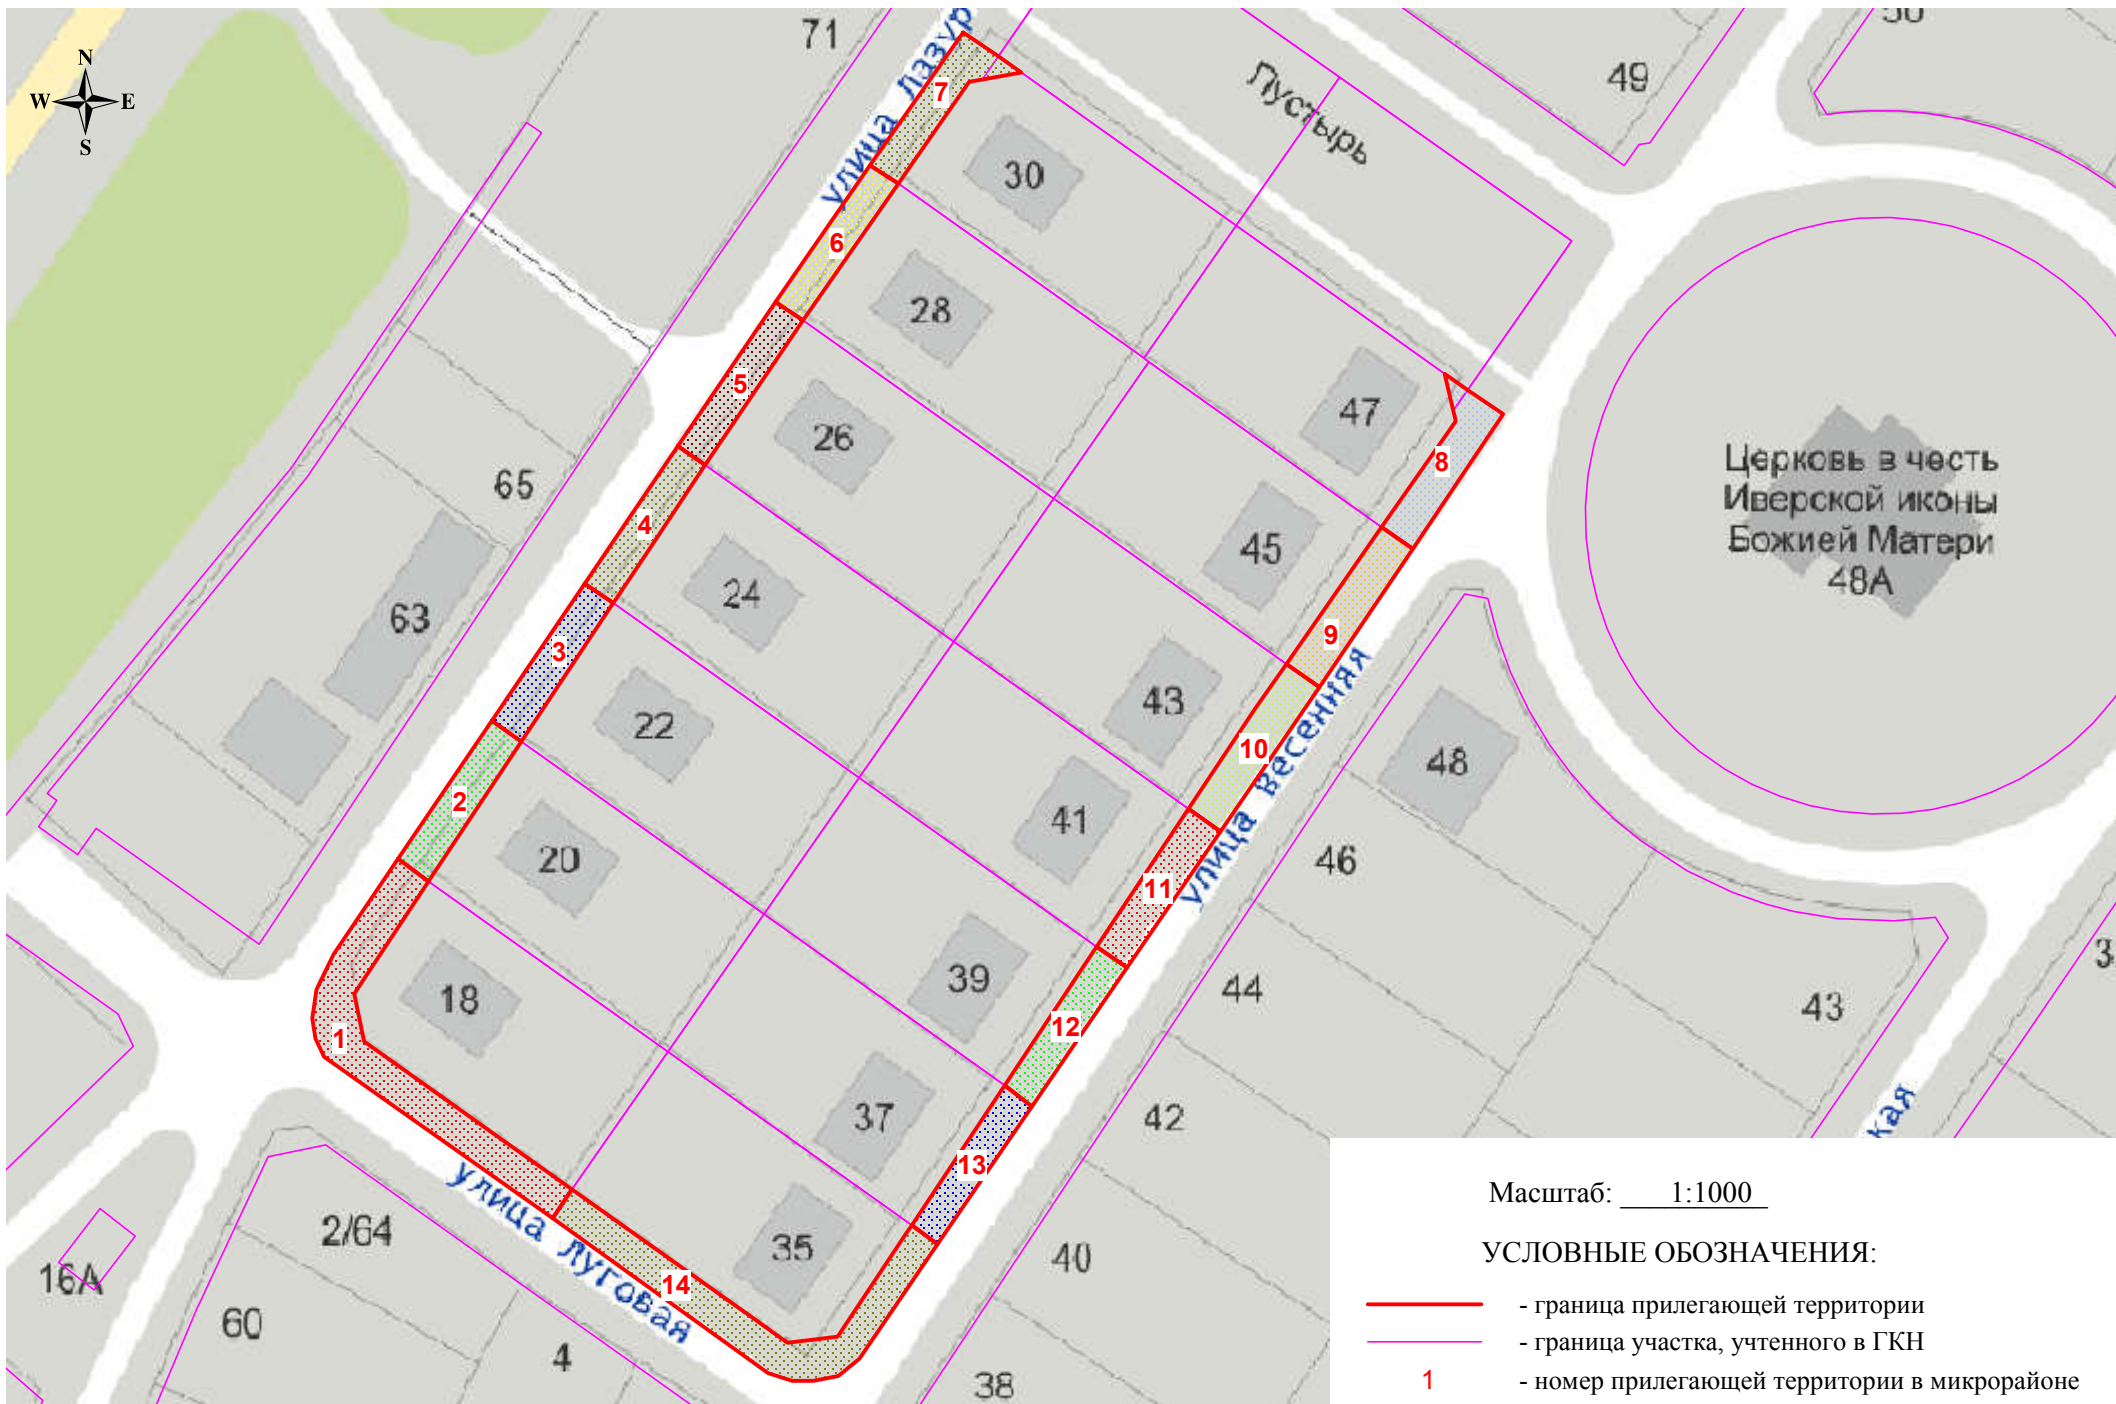 N
W E
S
71
улица Лазур
7
30
Пустырь
49
50
6
28
5
26
47
8
65
4
24
45
Церковь в честь
Иверской иконы
Божией Матери
48А
63
3
22
43
9
улица весенняя
10
48
2
20
41
11
46
1
18
39
12
44
43
3
37
13
42
кая
улица луговая
14
35
40
2/64
16А
60
4
38
Масштаб: 1:1000
УСЛОВНЫЕ ОБОЗНАЧЕНИЯ:
- граница прилегающей территории
- граница участка, учтенного в ГКН
1 - номер прилегающей территории в микрорайоне